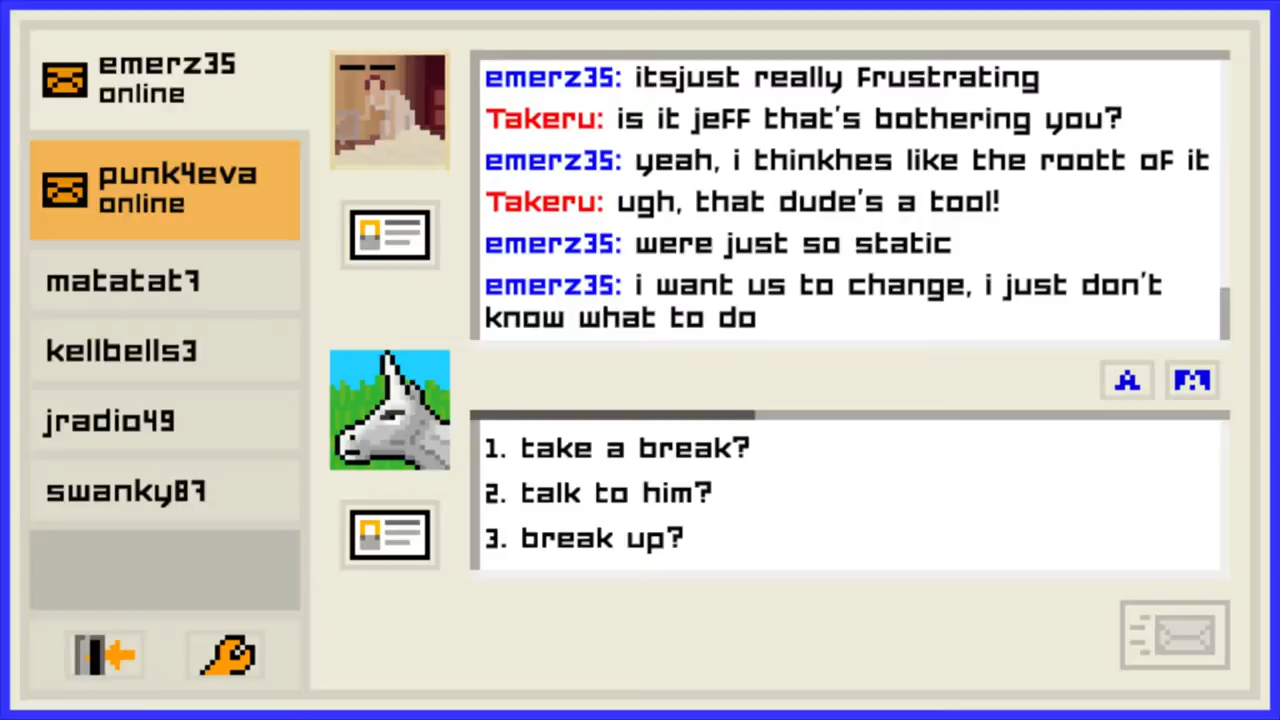 emerz35
online
punk4eva
online
matatat7
kellbells3
jradio49
swanky87
emerz35: itsjust really frustrating
Takeru: is it jeff that's bothering you?
emerz35: yeah, i thinkhes like the roott of it
Takeru: ugh, that dude's a tool!
emerz35: were just so static
emerz35: i want us to change, i just don't
know what to do
A
1. take a break?
2. talk to him?
3. break up?